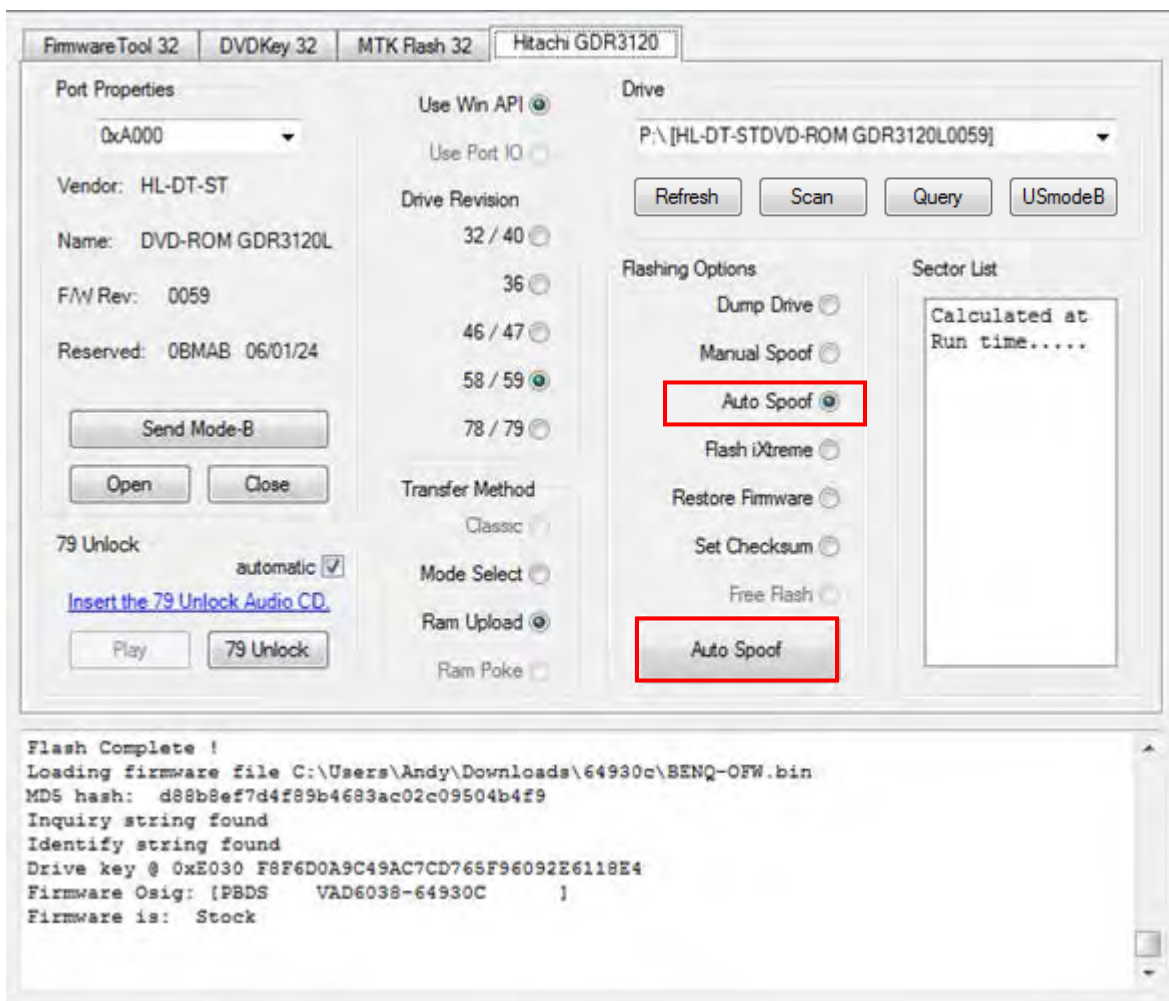 FirmwareTool 32 DVDKey 32 MTK Flash 32 Hitachi GDR3120
Port Properties
0xA000
Vendor: HL-DT-ST
Name: DVD-ROM GDR3120L
F/W Rev: 0059
Reserved: 0BMAB 06/01/24
Send Mode-B
Open Close
79 Unlock
automatic
Insert the 79 Unlock Audio CD.
Play 79 Unlock
Use Win API
Use Port IO
Drive Revision
32 / 40
36
46 / 47
58 / 59
78 / 79
Transfer Method
Classic
Mode Select
Ram Upload
Ram Poke
Drive
P:\ [HL-DT-STDVD-ROM GDR3120L0059]
Refresh Scan Query USmodeB
Flashing Options
Dump Drive
Manual Spoof
Auto Spoof
Flash iXtreme
Restore Firmware
Set Checksum
Free Flash
Auto Spoof
Sector List
Calculated at
Run time.....
Flash Complete !
Loading firmware file C:\Users\Andy\Downloads\64930c\BENQ-OFW.bin
MD5 hash: d88b8ef7d4f89b4683ac02c09504b4f9
Inquiry string found
Identify string found
Drive key @ 0xE030 F8F6D0A9C49AC7CD765F96092E6118E4
Firmware Osig: [PBDS VAD6038-64930C ]
Firmware is: Stock